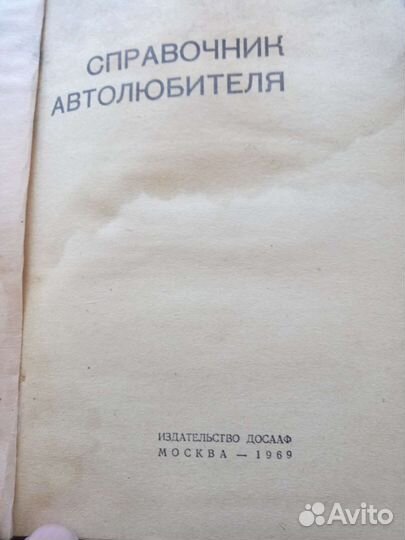 СПРАВОЧНИК
АВТОЛЮБИТЕЛЯ
ИЗДАТЕЛЬСТВО ДОСААФ
МОСКВА — 1969
Avito